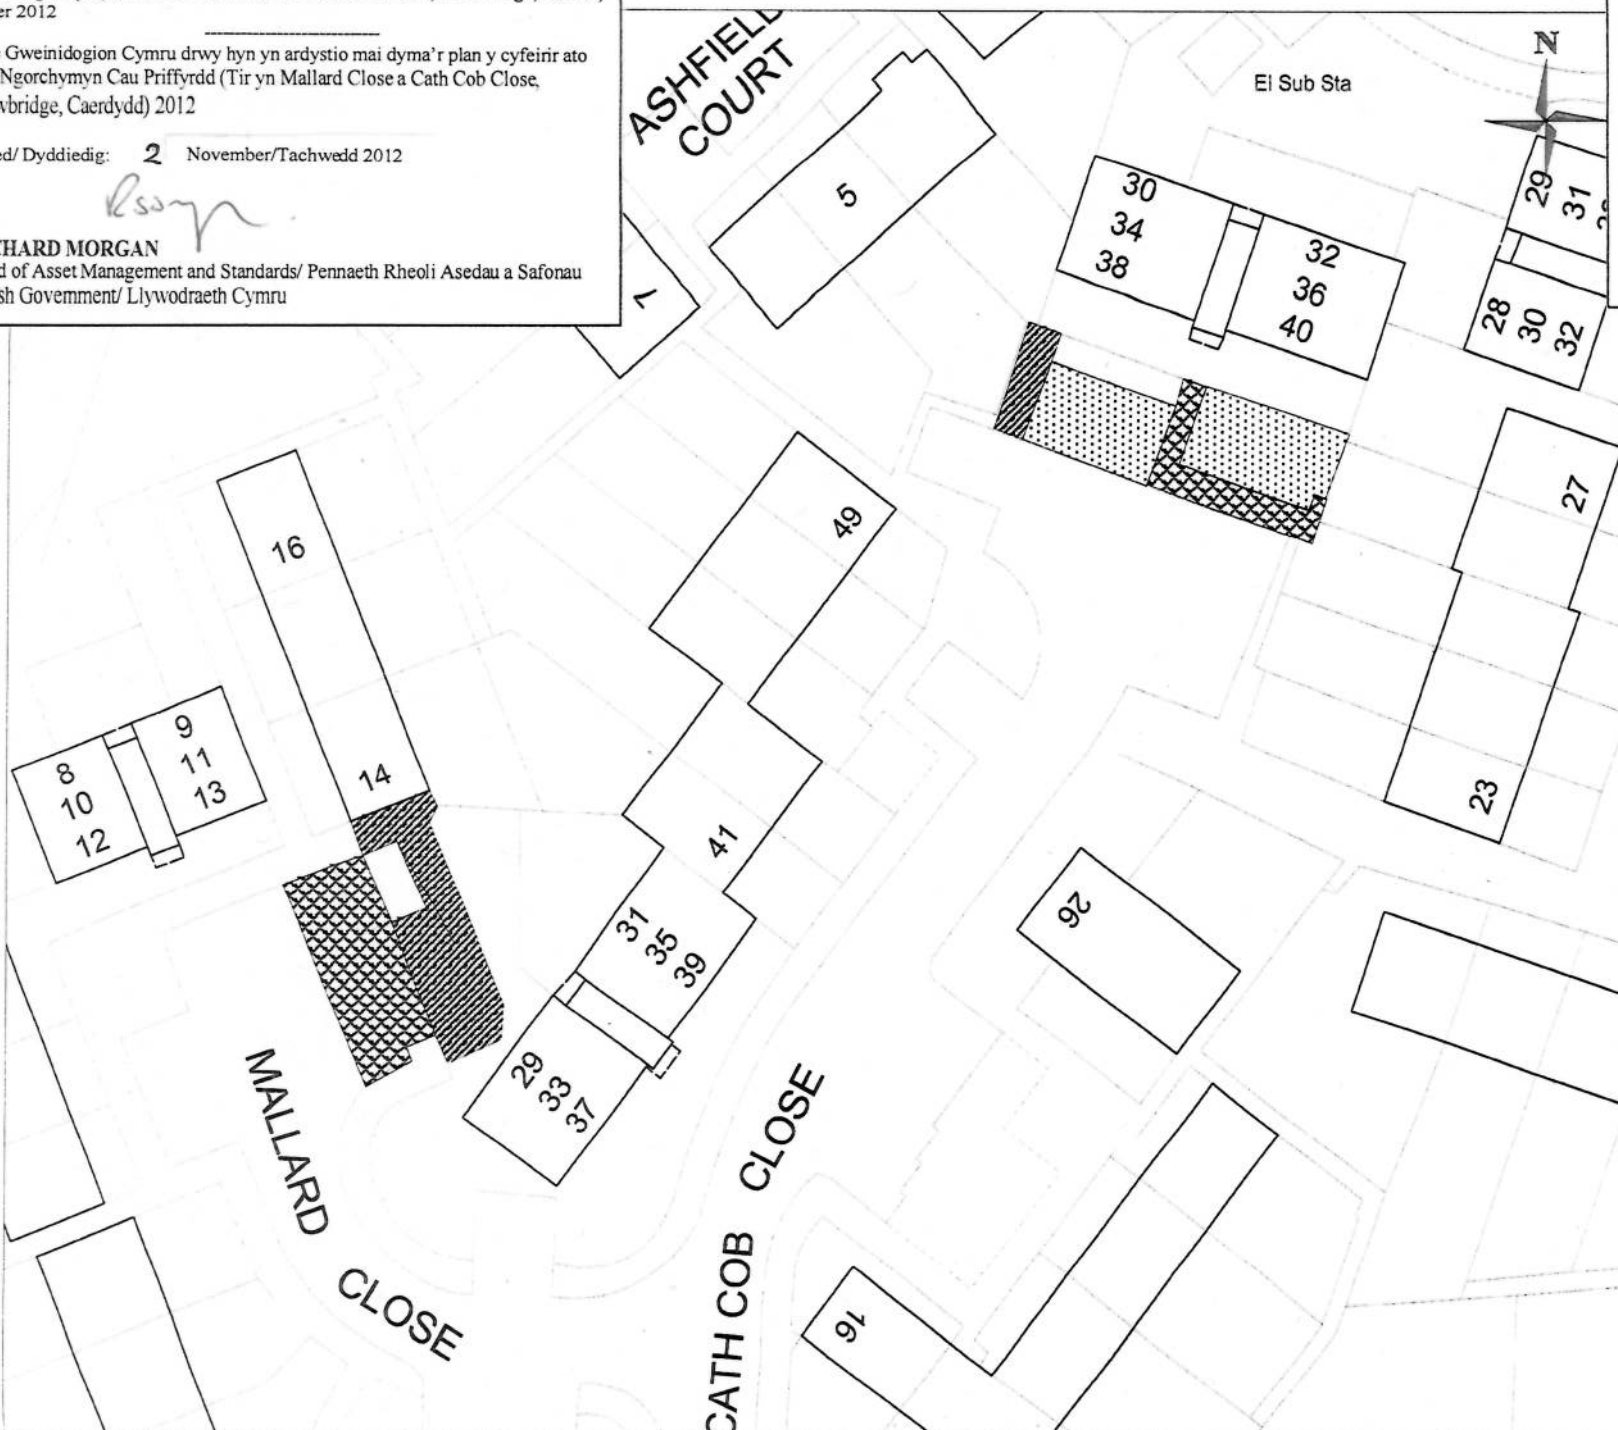 er 2012
Gweinidogion Cymru drwy hyn yn ardystio mai dyma'r plan y cyfeirir ato
Ngorchymyn Cau Priffyrdd (Tir yn Mallard Close a Cath Cob Close,
wbridge, Caerdydd) 2012
ed/ Dyddiedig: 2 November/Tachwedd 2012
HARD MORGAN
d of Asset Management and Standards/ Pennaeth Rheoli Asedau a Safonau
sh Government/ Llywodraeth Cymru
ASHFIELD
COURT
El Sub Sta
N
5
7
30
34
38
32
36
40
29
31
28
30
32
27
23
49
41
16
14
9
11
13
8
10
12
31
35
39
29
33
37
26
MALLARD
CLOSE
CATH COB CLOSE
16